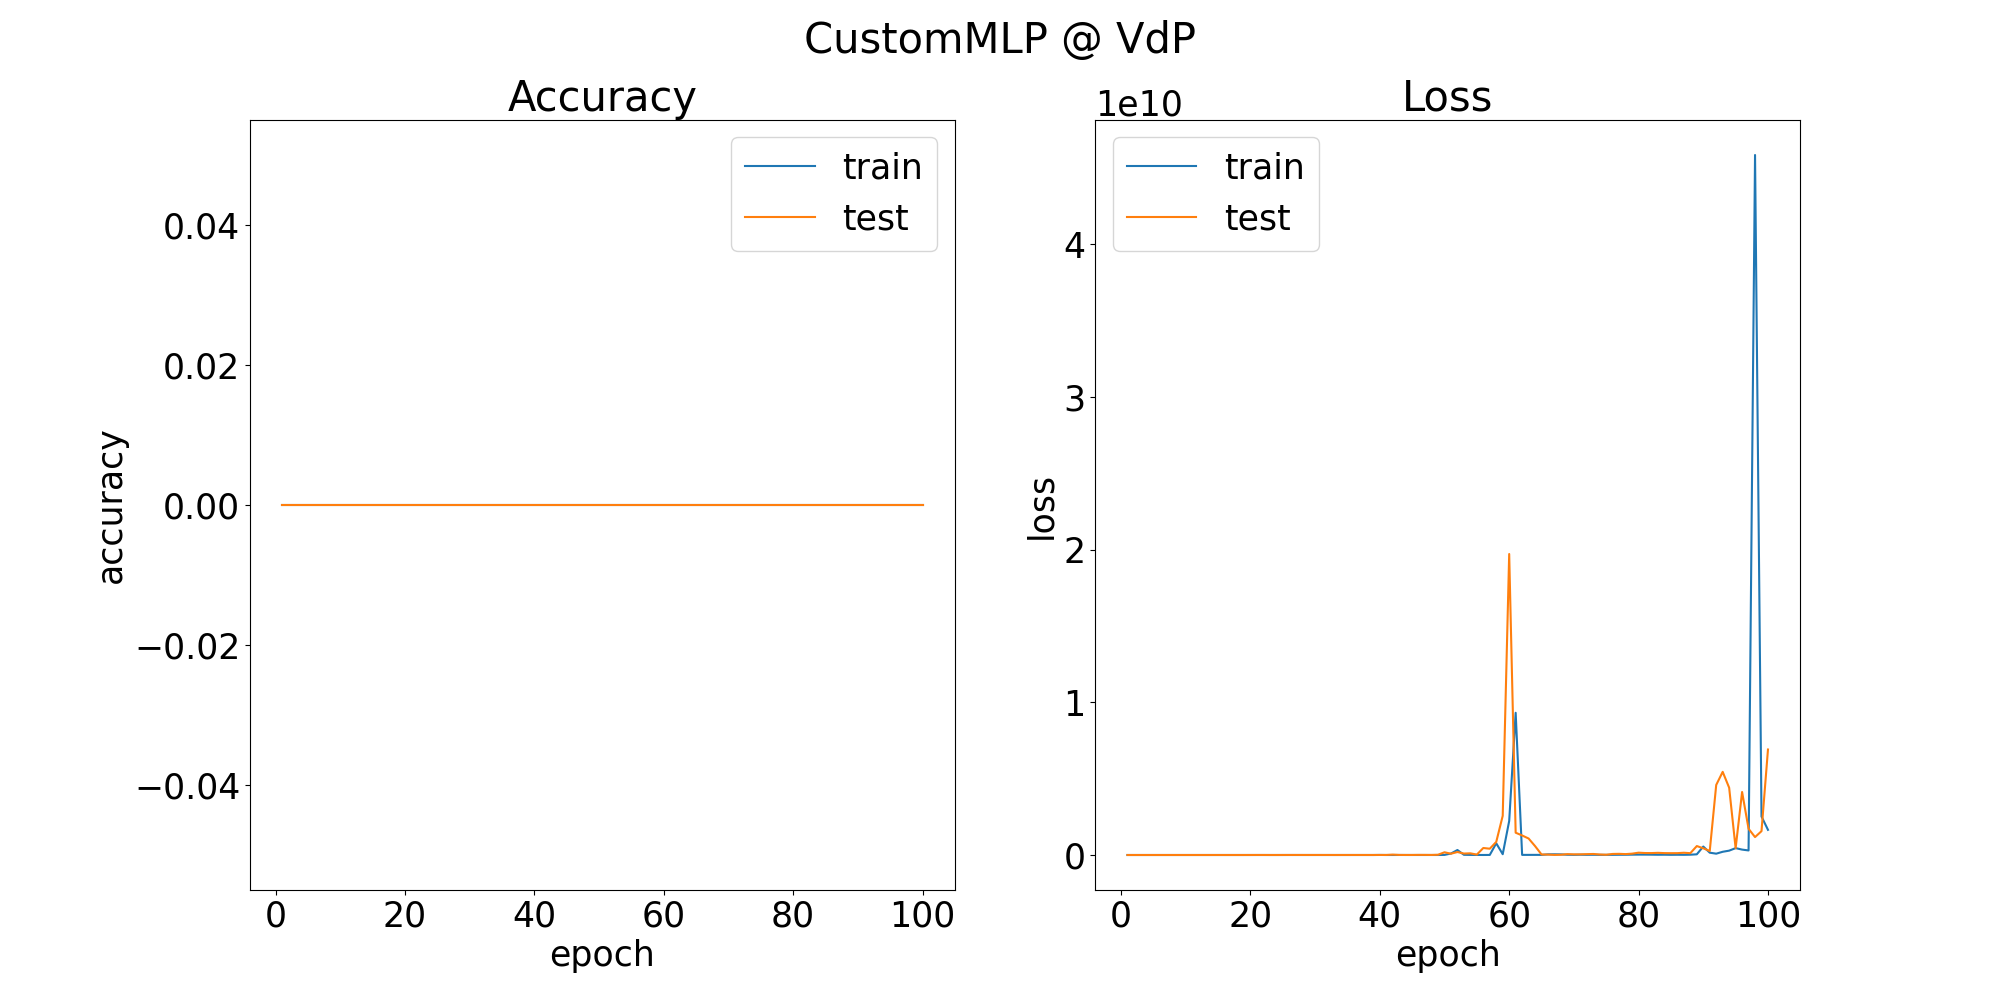 CustomMLP @ VdP
Accuracy
train
test
0.04
0.02
0.00
−0.02
−0.04
accuracy
0 20 40 60 80 100
epoch
Loss
1e10
train
test
4
3
2
1
0
loss
0 20 40 60 80 100
epoch